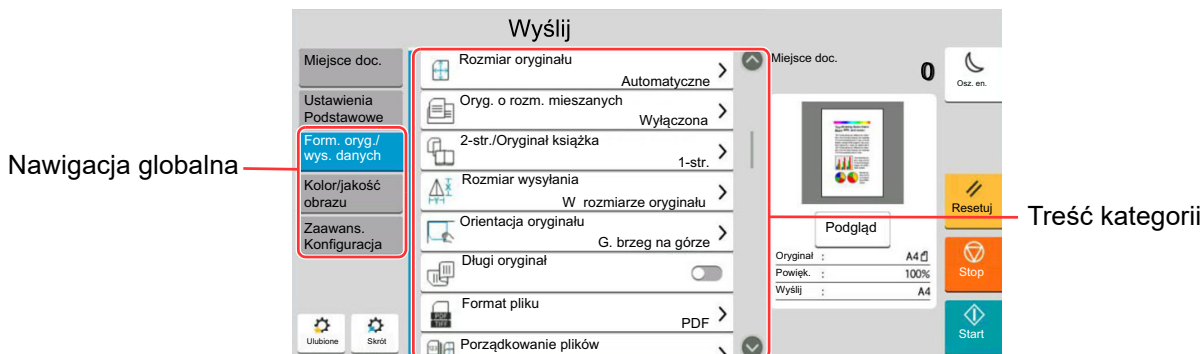 Wyślij
Miejsce doc.
Ustawienia
Podstawowe
Form. oryg./
wys. danych
Kolor/jakość
obrazu
Zaawans.
Konfiguracja
Ulubione
Skrót
Nawigacja globalna
Rozmiar oryginału
Automatyczne
Oryg. o rozm. mieszanych
Wyłączona
2-str./Oryginał książka
1-str.
Rozmiar wysyłania
W rozmiarze oryginału
Orientacja oryginału
G. brzeg na górze
Długi oryginał
Format pliku
PDF
TIFF
PDF
Porządkowanie plików
Miejsce doc.
0
Podgląd
Oryginał : A4
Powięk. : 100%
Wyślij : A4
Osz. en.
Resetuj
Stop
Start
Treść kategorii